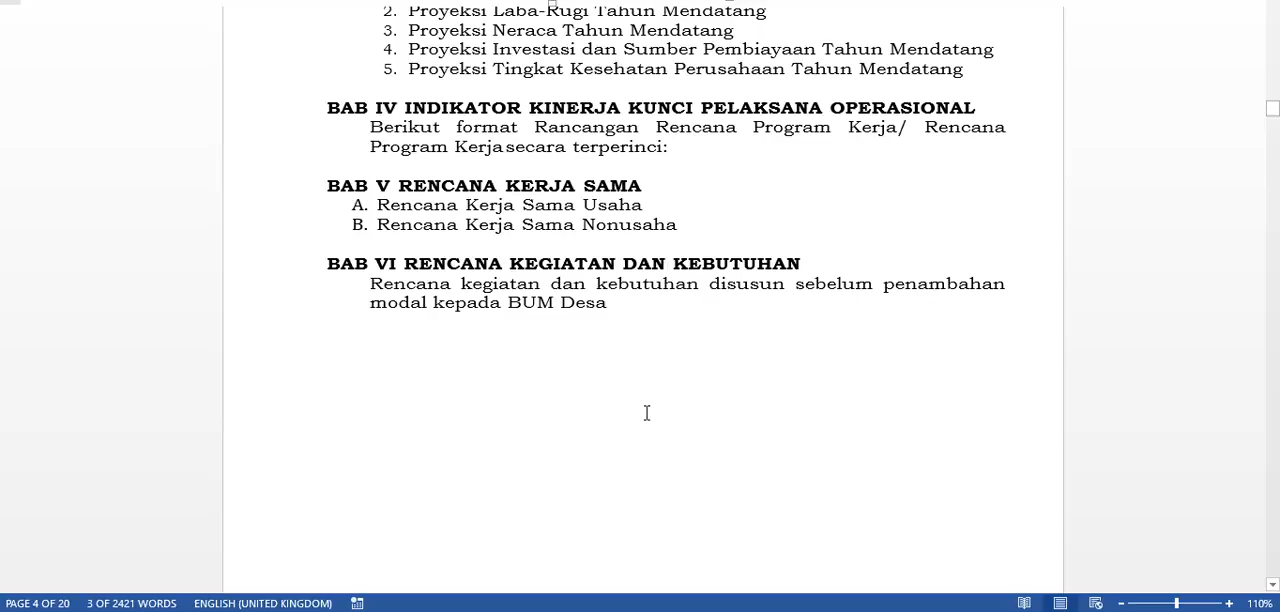 2. Proyeksi Laba-Rugi Tahun Mendatang
3. Proyeksi Neraca Tahun Mendatang
4. Proyeksi Investasi dan Sumber Pembiayaan Tahun Mendatang
5. Proyeksi Tingkat Kesehatan Perusahaan Tahun Mendatang
BAB IV INDIKATOR KINERJA KUNCI PELAKSANA OPERASIONAL
Berikut format Rancangan Rencana Program Kerja/ Rencana
Program Kerja secara terperinci:
BAB V RENCANA KERJA SAMA
A. Rencana Kerja Sama Usaha
B. Rencana Kerja Sama Nonusaha
BAB VI RENCANA KEGIATAN DAN KEBUTUHAN
Rencana kegiatan dan kebutuhan disusun sebelum penambahan
modal kepada BUM Desa
PAGE 4 OF 20 3 OF 2421 WORDS ENGLISH (UNITED KINGDOM) 110%